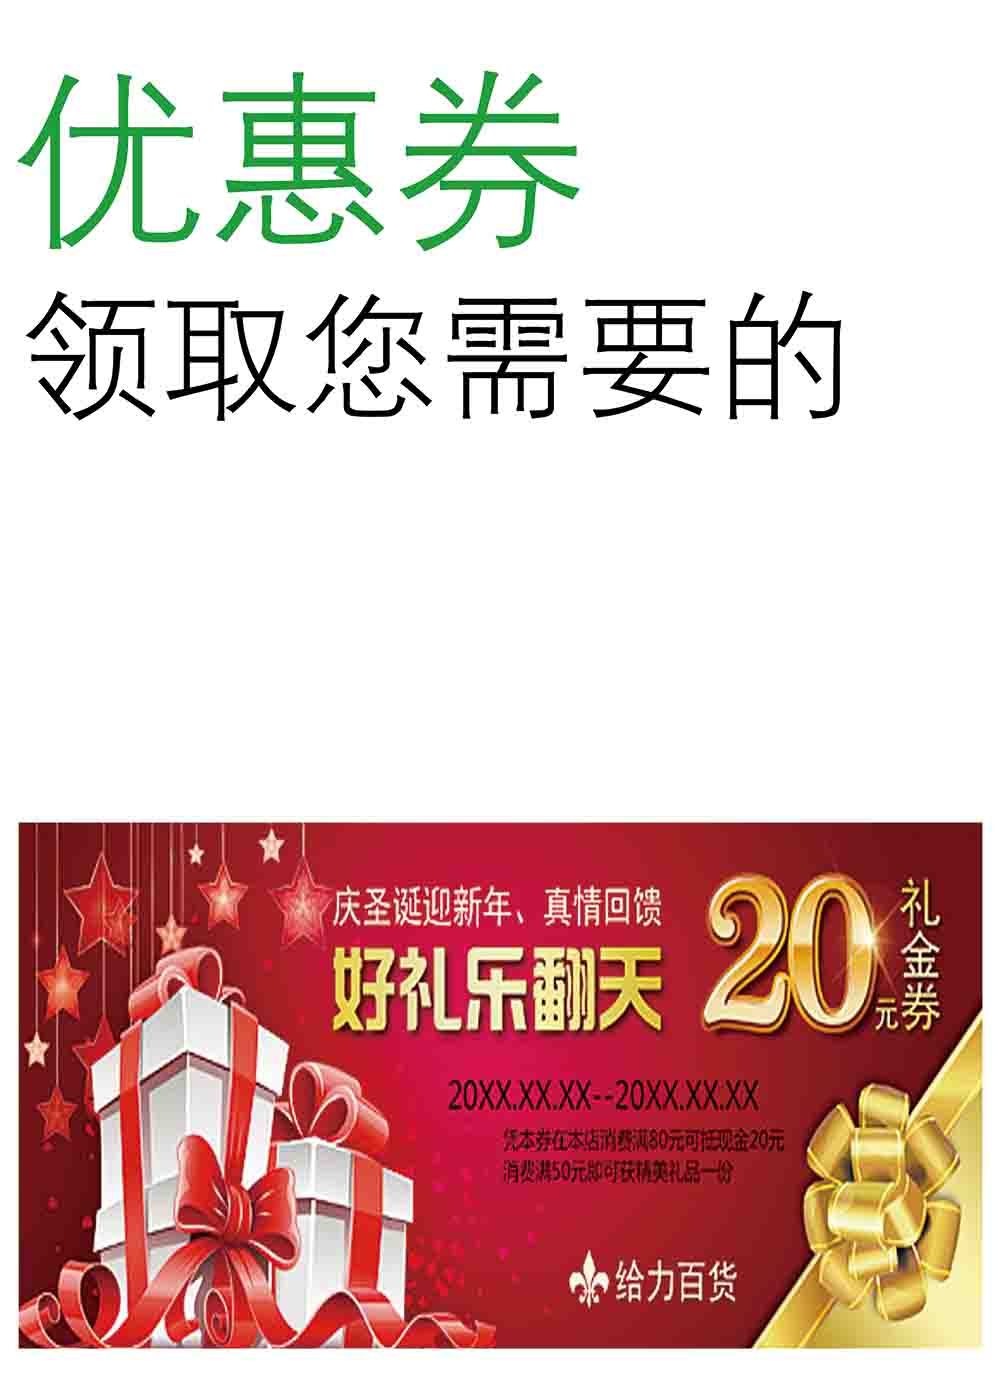 优惠券
领取您需要的
庆圣诞迎新年、真情回馈
好礼乐翻天
20元
礼金券
20XX.XX.XX--20XX.XX.XX
凭本券在本店消费满80元可抵现金20元
消费满50元即可获精美礼品一份
给力百货